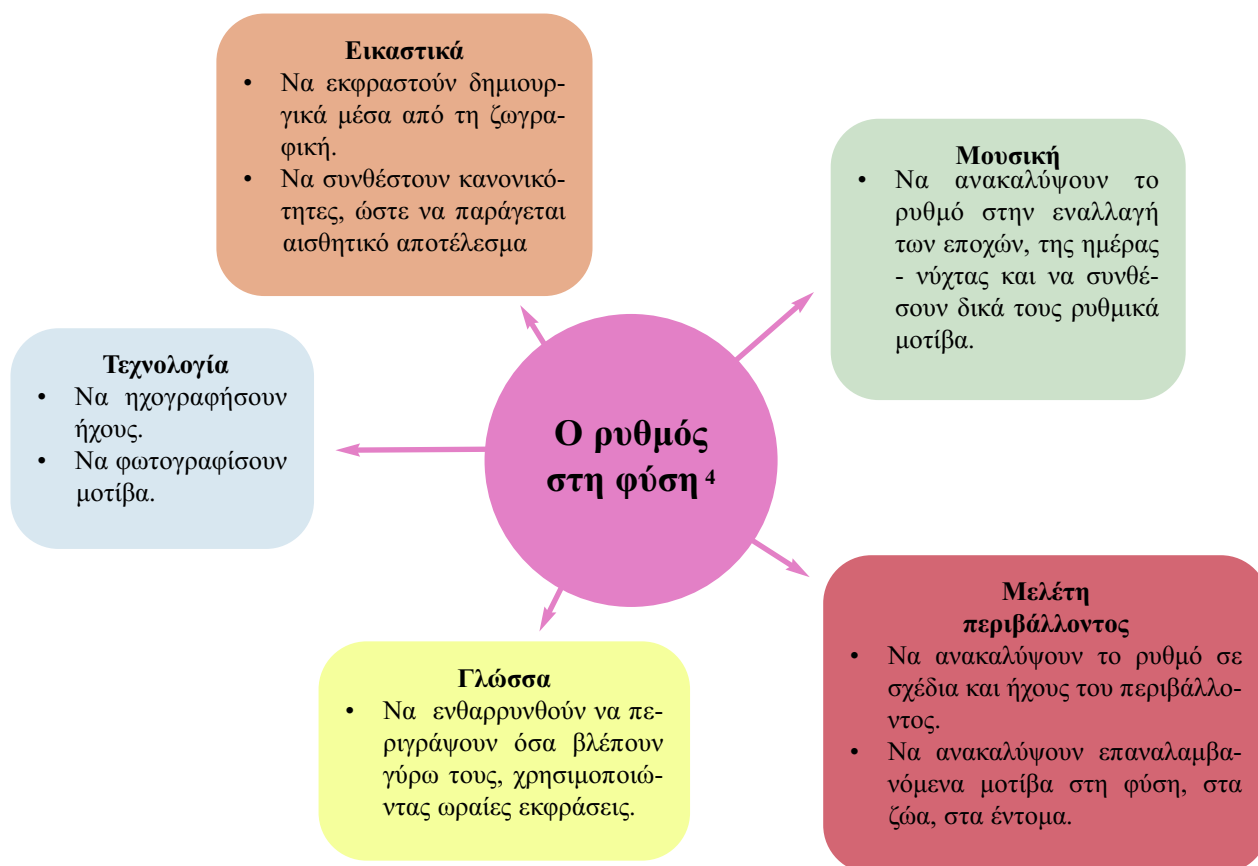 Εικαστικά
• Να εκφραστούν δημιουρ-
γικά μέσα από τη ζωγρα-
φική.
• Να συνθέστουν κανονικό-
τητες, ώστε να παράγεται
αισθητικό αποτέλεσμα
Μουσική
• Να ανακαλύψουν το
ρυθμό στην εναλλαγή
των εποχών, της ημέρας
- νύχτας και να συνθέ-
σουν δικά τους ρυθμικά
μοτίβα.
Τεχνολογία
• Να ηχογραφήσουν
ήχους.
• Να φωτογραφίσουν
μοτίβα.
Ο ρυθμός
στη φύση 4
Γλώσσα
• Να ενθαρρυνθούν να πε-
ριγράψουν όσα βλέπουν
γύρω τους, χρησιμοποιώ-
ντας ωραίες εκφράσεις.
Μελέτη
περιβάλλοντος
• Να ανακαλύψουν το ρυθμό σε
σχέδια και ήχους του περιβάλλο-
ντος.
• Να ανακαλύψουν επαναλαμβα-
νόμενα μοτίβα στη φύση, στα
ζώα, στα έντομα.